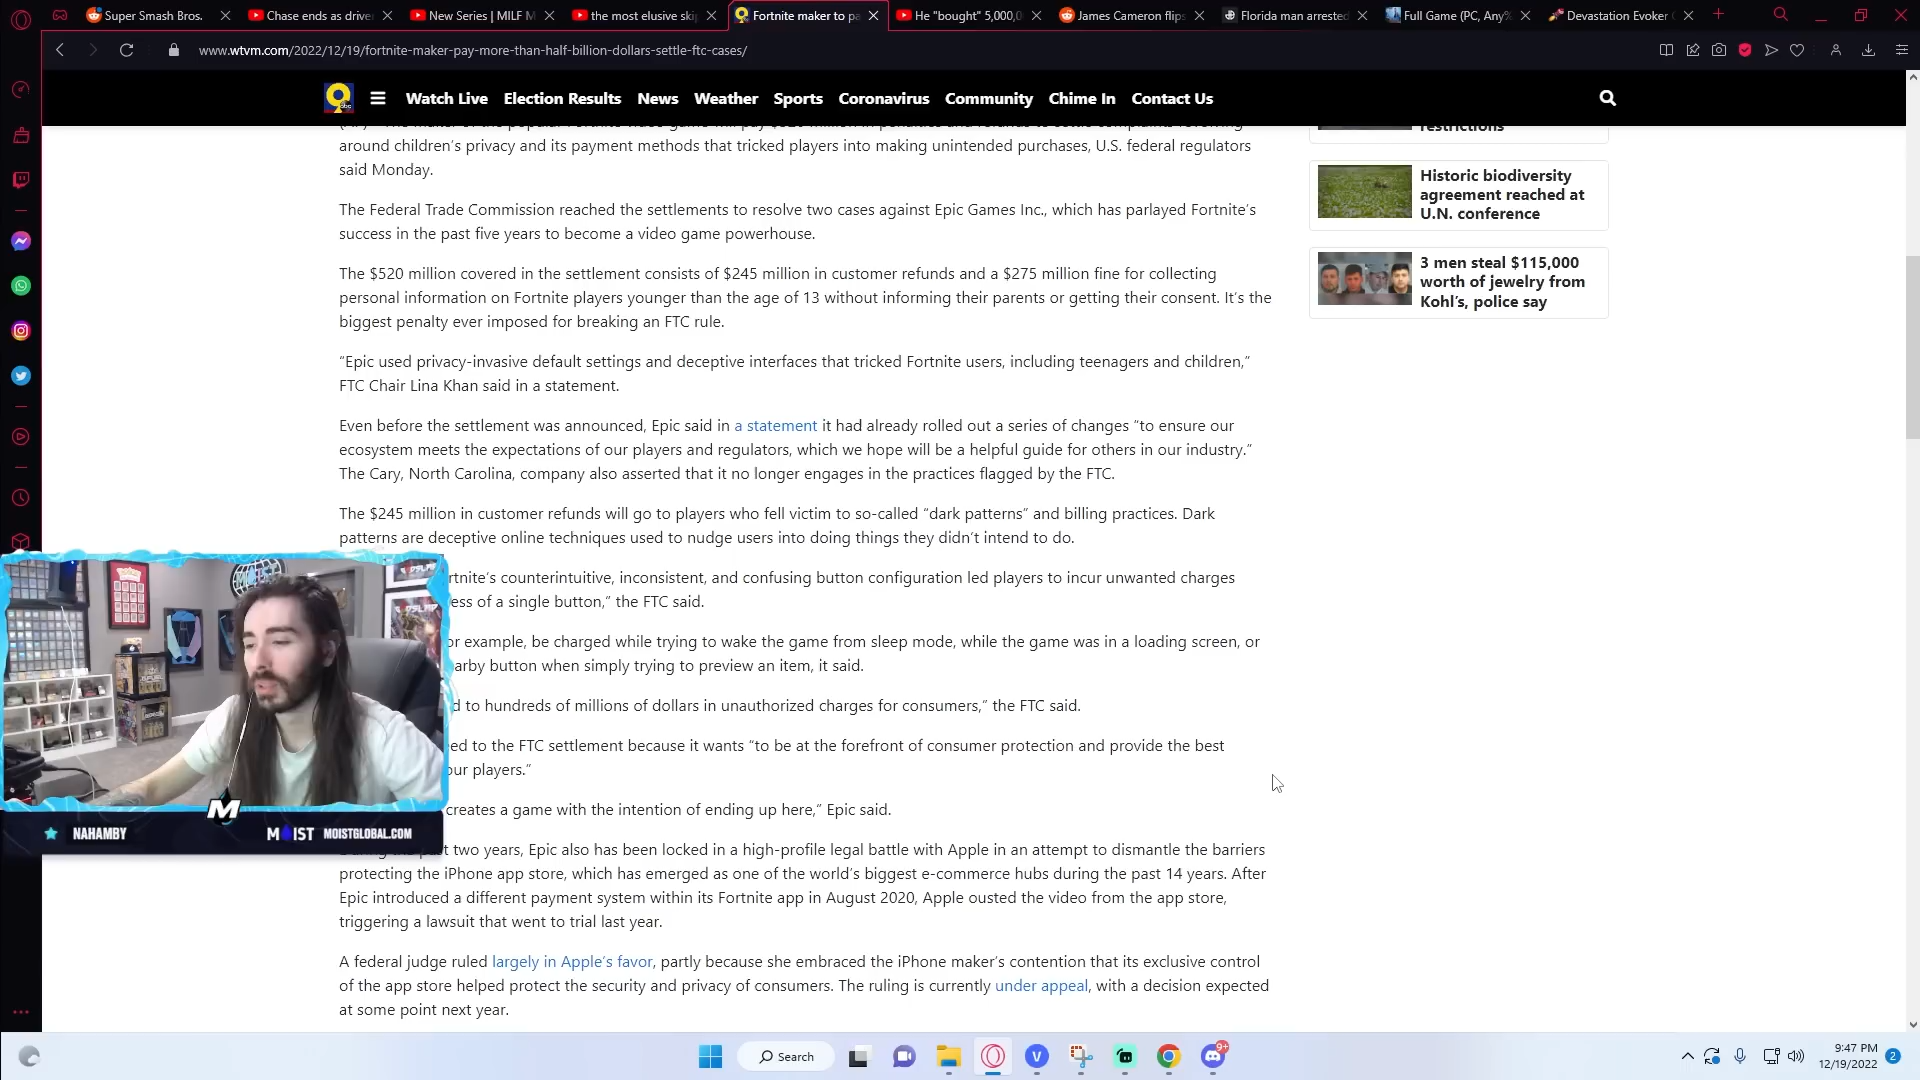 Super Smash Bros.
Chase ends as driver
New Series | MILF M
the most elusive ski
Fortnite maker to pa
He "bought" 5,000,0
James Cameron flips
Florida man arrested
Full Game (PC, Any%
Devastation Evoker
www.wtvm.com/2022/12/19/fortnite-maker-pay-more-than-half-billion-dollars-settle-ftc-cases/
9
abc
Watch Live
Election Results
News
Weather
Sports
Coronavirus
Community
Chime In
Contact Us
around children's privacy and its payment methods that tricked players into making unintended purchases, U.S. federal regulators
said Monday.
The Federal Trade Commission reached the settlements to resolve two cases against Epic Games Inc., which has parlayed Fortnite's
success in the past five years to become a video game powerhouse.
The $520 million covered in the settlement consists of $245 million in customer refunds and a $275 million fine for collecting
personal information on Fortnite players younger than the age of 13 without informing their parents or getting their consent. It's the
biggest penalty ever imposed for breaking an FTC rule.
“Epic used privacy-invasive default settings and deceptive interfaces that tricked Fortnite users, including teenagers and children,”
FTC Chair Lina Khan said in a statement.
Even before the settlement was announced, Epic said in a statement it had already rolled out a series of changes “to ensure our
ecosystem meets the expectations of our players and regulators, which we hope will be a helpful guide for others in our industry.”
The Cary, North Carolina, company also asserted that it no longer engages in the practices flagged by the FTC.
The $245 million in customer refunds will go to players who fell victim to so-called “dark patterns” and billing practices. Dark
patterns are deceptive online techniques used to nudge users into doing things they didn't intend to do.
rtnite's counterintuitive, inconsistent, and confusing button configuration led players to incur unwanted charges
ess of a single button,” the FTC said.
or example, be charged while trying to wake the game from sleep mode, while the game was in a loading screen, or
arby button when simply trying to preview an item, it said.
d to hundreds of millions of dollars in unauthorized charges for consumers,” the FTC said.
eed to the FTC settlement because it wants “to be at the forefront of consumer protection and provide the best
our players.”
creates a game with the intention of ending up here,” Epic said.
two years, Epic also has been locked in a high-profile legal battle with Apple in an attempt to dismantle the barriers
protecting the iPhone app store, which has emerged as one of the world's biggest e-commerce hubs during the past 14 years. After
Epic introduced a different payment system within its Fortnite app in August 2020, Apple ousted the video from the app store,
triggering a lawsuit that went to trial last year.
A federal judge ruled largely in Apple's favor, partly because she embraced the iPhone maker's contention that its exclusive control
of the app store helped protect the security and privacy of consumers. The ruling is currently under appeal, with a decision expected
at some point next year.
restrictions
Historic biodiversity
agreement reached at
U.N. conference
3 men steal $115,000
worth of jewelry from
Kohl's, police say
M
NAHAMBY
MOIST
MOISTGLOBAL.COM
Search
V
9+
9:47 PM
12/19/2022
2